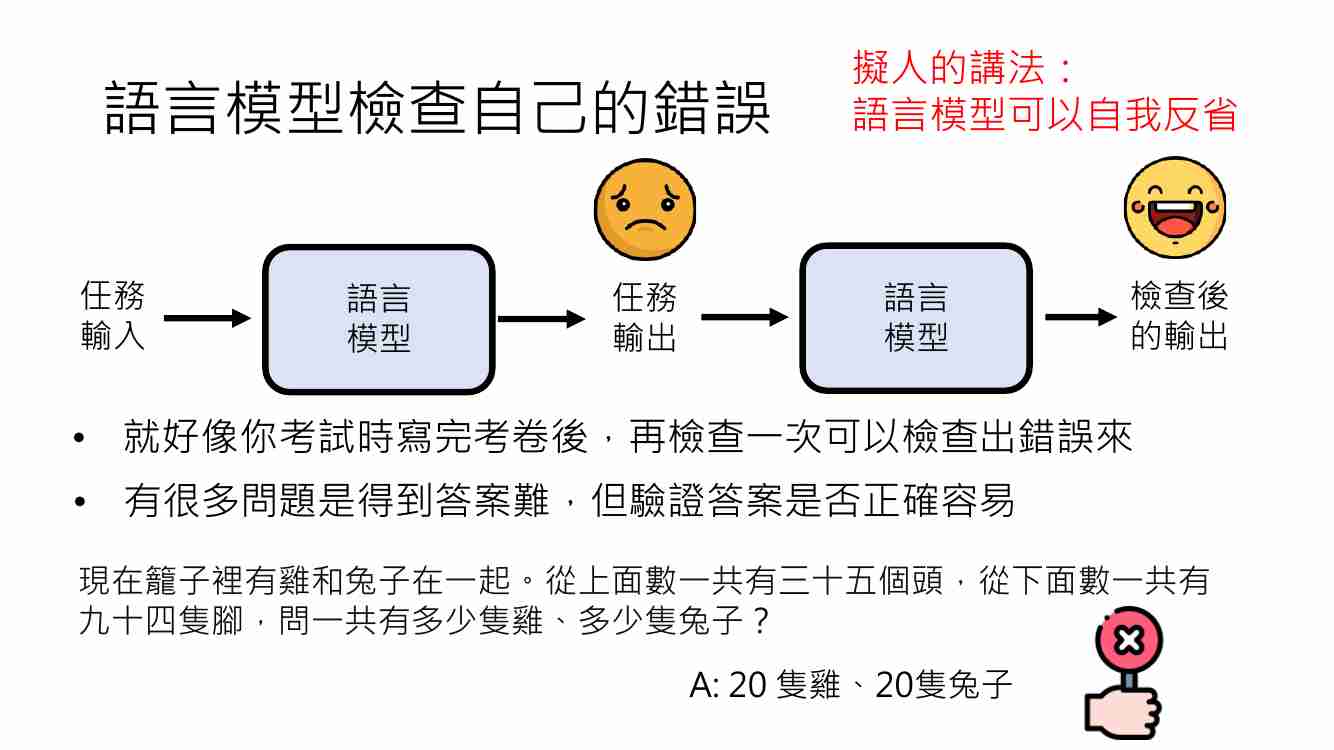 擬人的講法：
語言模型可以自我反省
語言模型檢查自己的錯誤
任務
輸入
語言
模型
任務
輸出
語言
模型
檢查後
的輸出
• 就好像你考試時寫完考卷後，再檢查一次可以檢查出錯誤來
• 有很多問題是得到答案難，但驗證答案是否正確容易
現在籠子裡有雞和兔子在一起。從上面數一共有三十五個頭，從下面數一共有
九十四隻腳，問一共有多少隻雞、多少隻兔子？
A: 20 隻雞、20隻兔子